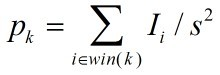 p_k = \sum_{i \in win(k)} I_i / s^2